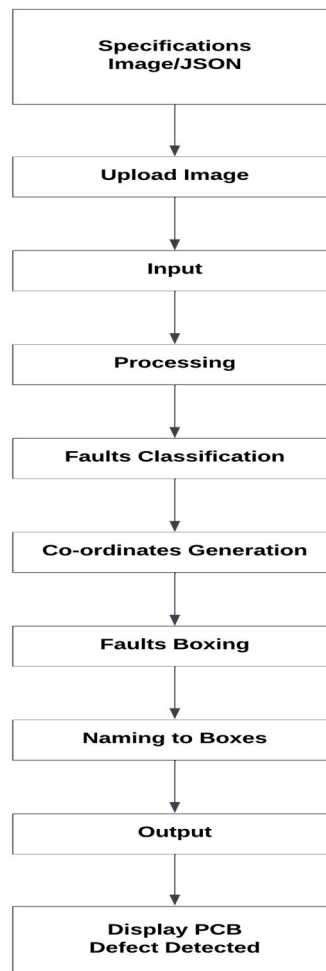 Specifications
Image/JSON
Upload Image
Input
Processing
Faults Classification
Co-ordinates Generation
Faults Boxing
Naming to Boxes
Output
Display PCB
Defect Detected